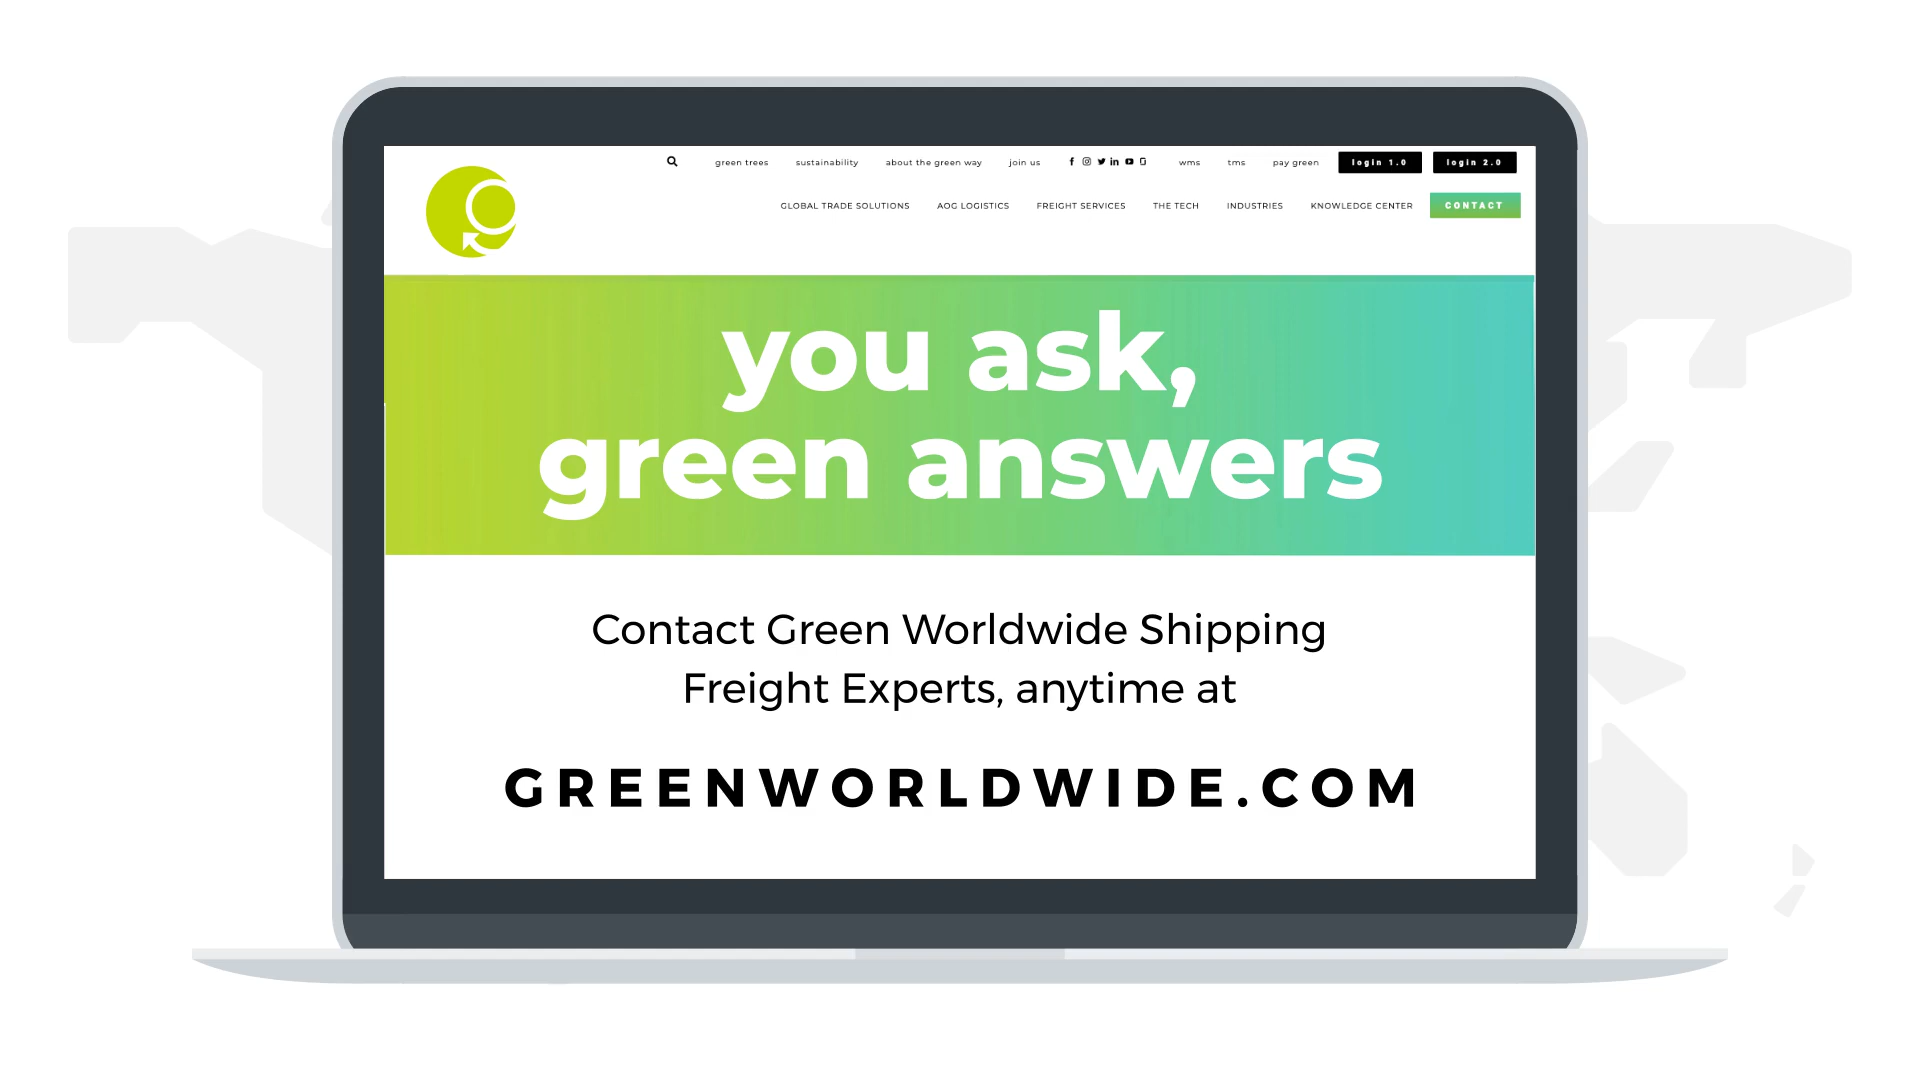 green trees sustainability about the green way join us wms tms pay green login 1.0 login 2.0
GLOBAL TRADE SOLUTIONS AOG LOGISTICS FREIGHT SERVICES THE TECH INDUSTRIES KNOWLEDGE CENTER CONTACT
you ask,
green answers
Contact Green Worldwide Shipping
Freight Experts, anytime at
GREENWORLDWIDE.COM